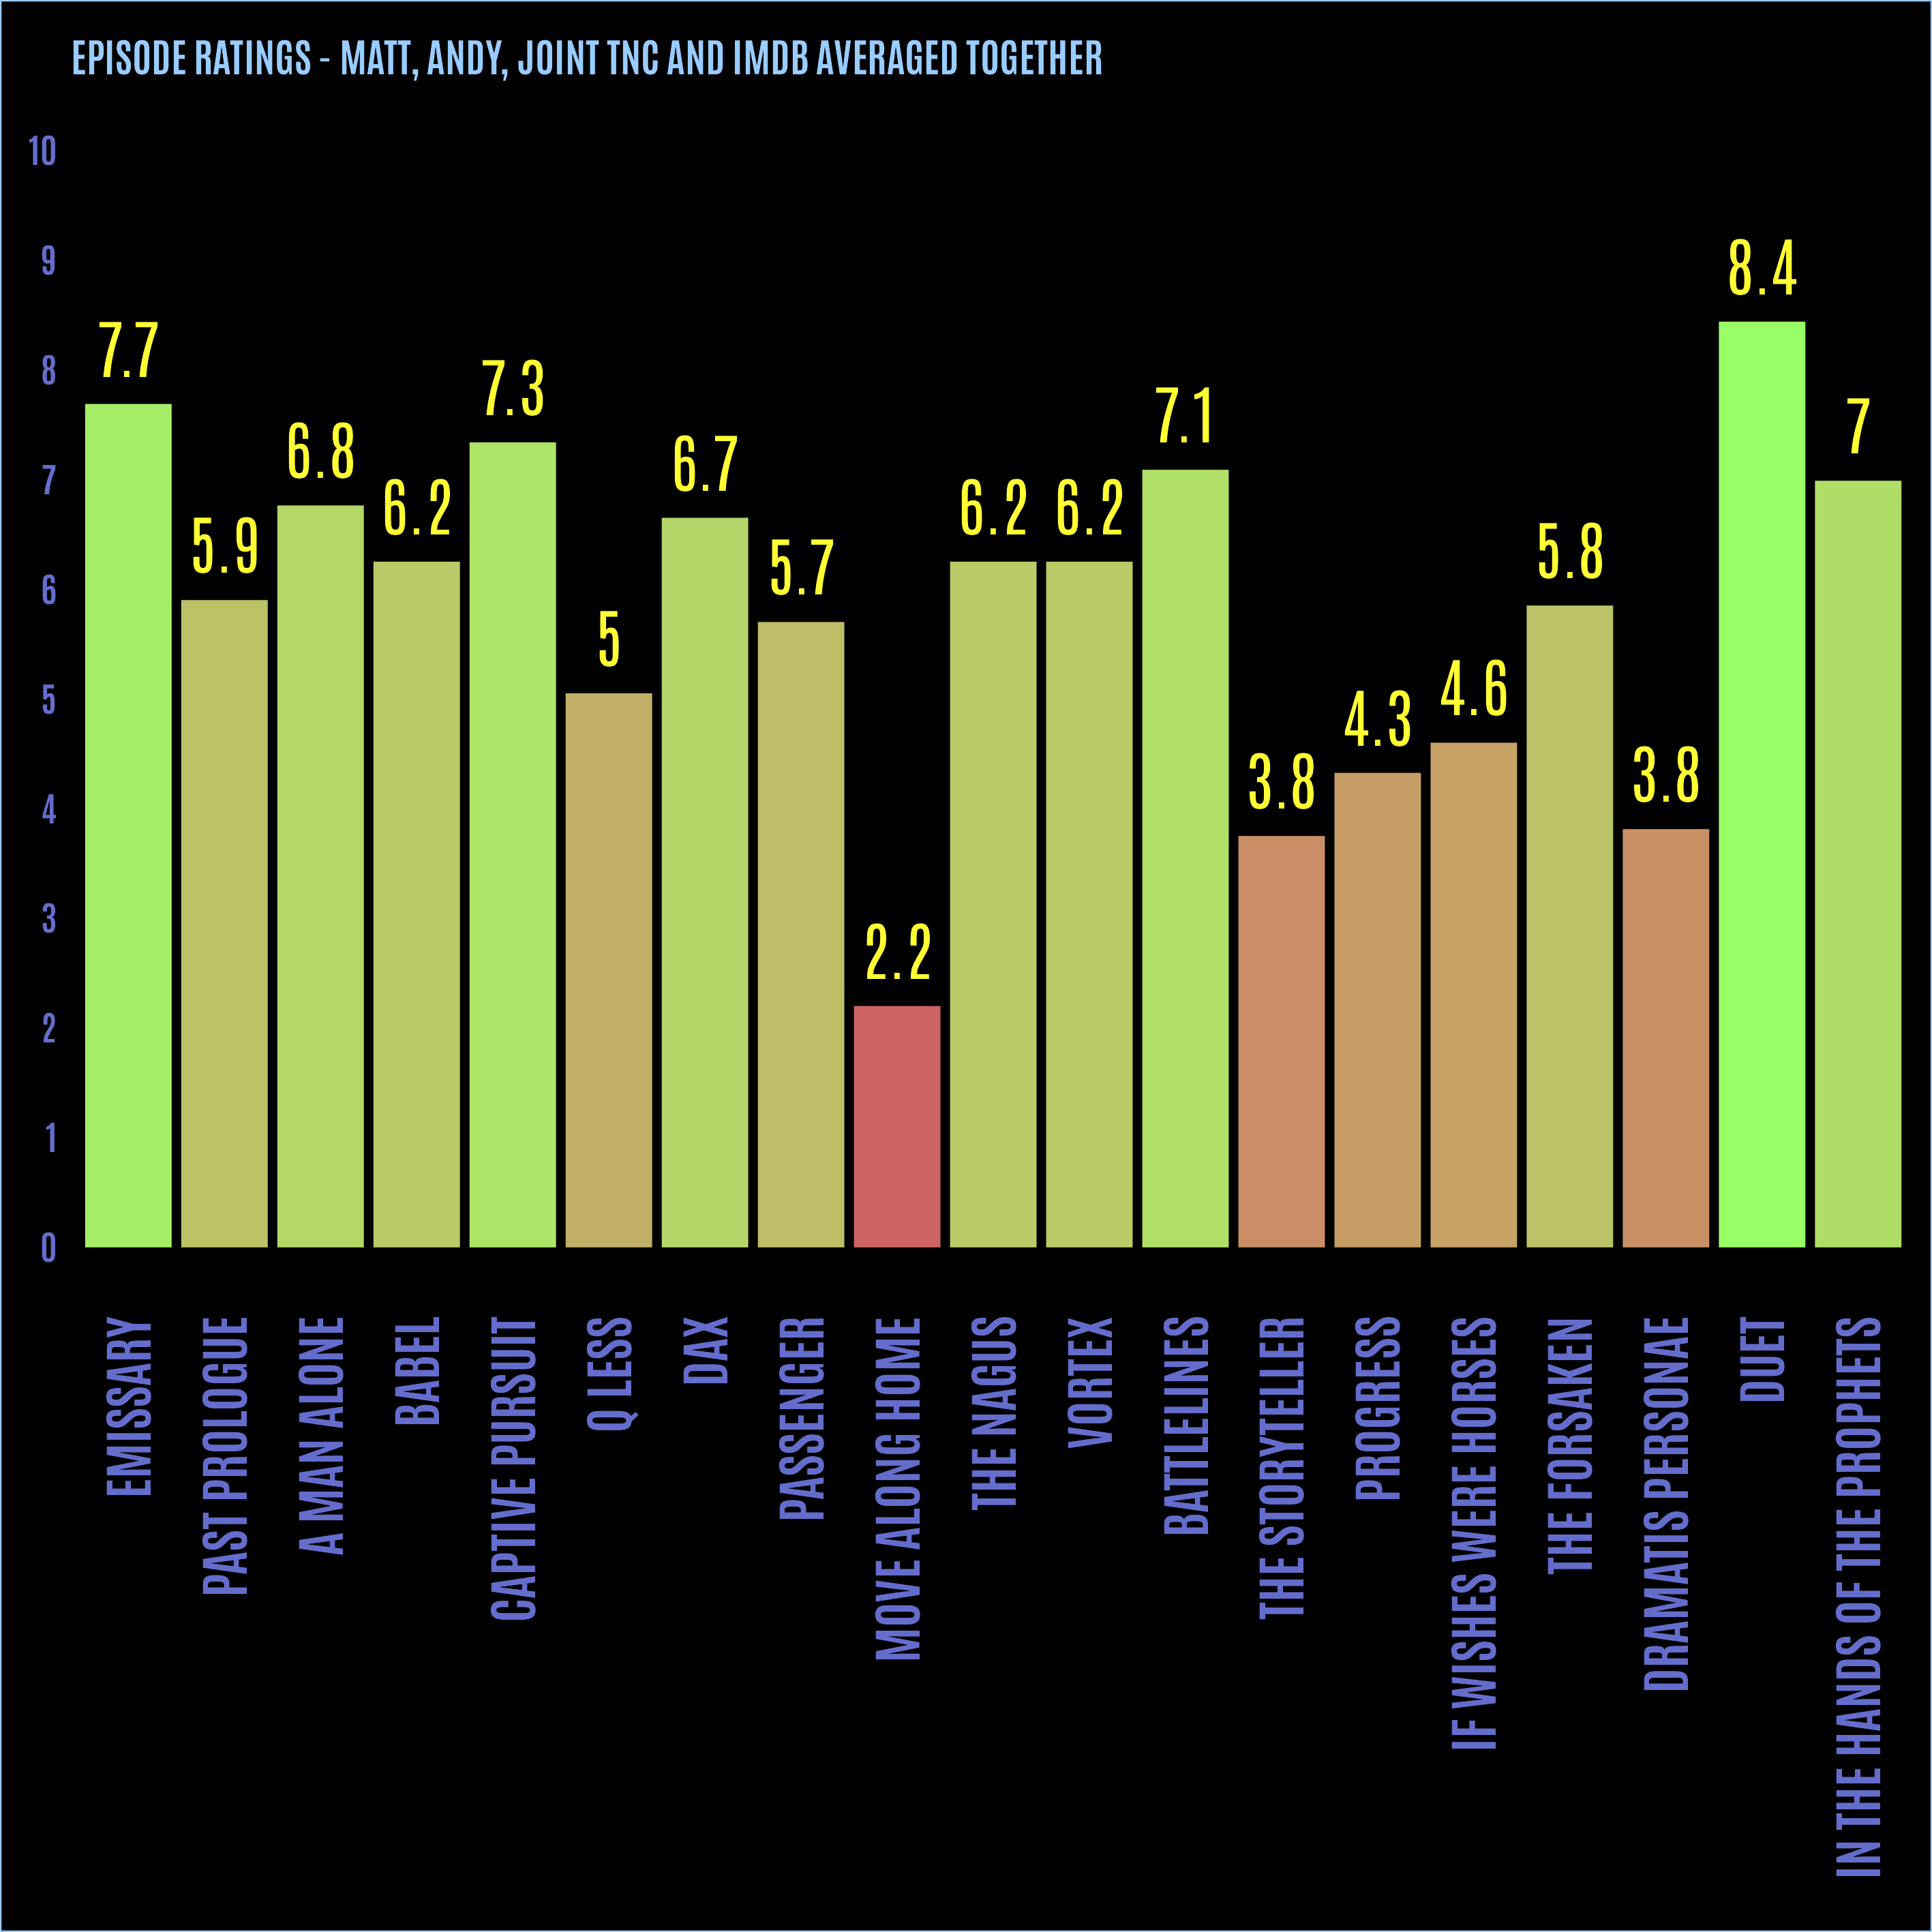 EPISODE RATINGS - MATT, ANDY, JOINT TNC AND IMDB AVERAGED TOGETHER
10
9
8
7
6
5
4
3
2
1
0
7.7
5.9
6.8
6.2
7.3
5
6.7
5.7
2.2
6.2
6.2
7.1
3.8
4.3
4.6
5.8
3.8
8.4
7
EMISSARY
PAST PROLOGUE
A MAN ALONE
BABEL
CAPTIVE PURSUIT
Q LESS
DAX
PASSENGER
MOVE ALONG HOME
THE NAGUS
VORTEX
BATTLELINES
THE STORYTELLER
PROGRESS
IF WISHES WERE HORSES
THE FORSAKEN
DRAMATIS PERSONAE
DUET
IN THE HANDS OF THE PROPHETS